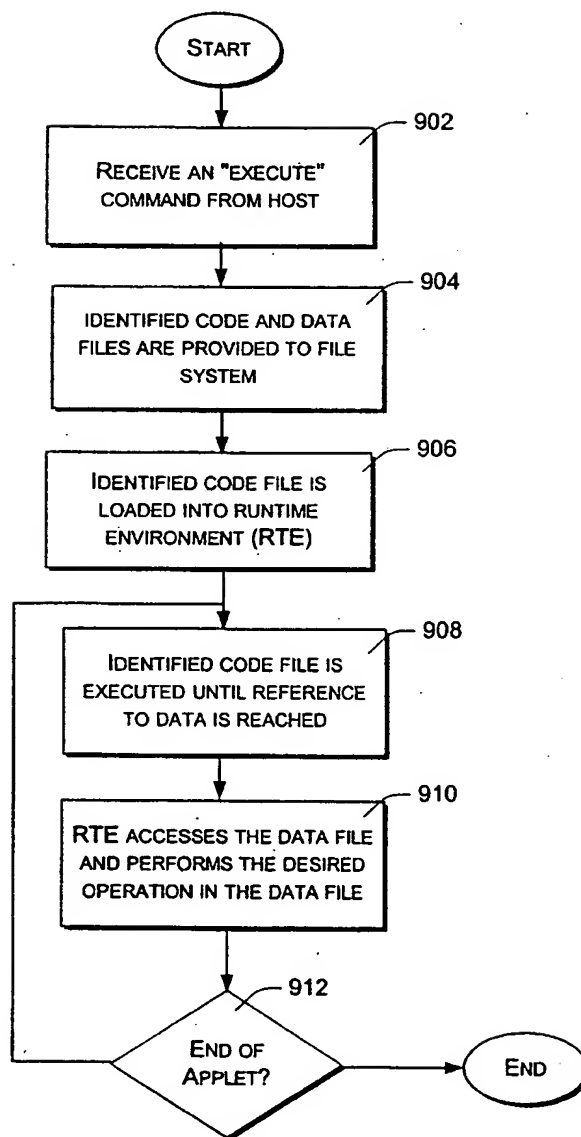 START
902
RECEIVE AN "EXECUTE"
COMMAND FROM HOST
904
IDENTIFIED CODE AND DATA
FILES ARE PROVIDED TO FILE
SYSTEM
906
IDENTIFIED CODE FILE IS
LOADED INTO RUNTIME
ENVIRONMENT (RTE)
908
IDENTIFIED CODE FILE IS
EXECUTED UNTIL REFERENCE
TO DATA IS REACHED
910
RTE ACCESSES THE DATA FILE
AND PERFORMS THE DESIRED
OPERATION IN THE DATA FILE
912
END OF
APPLET?
END